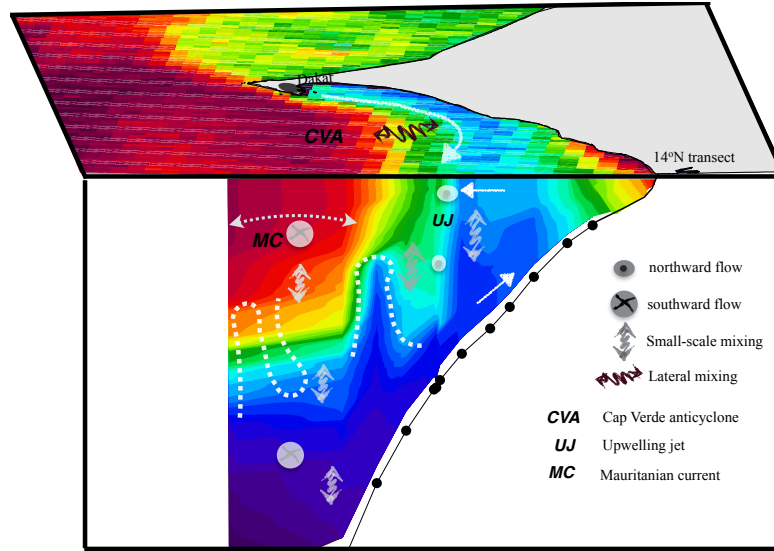 Dakar
CVA
14°N transect
UJ
MC
northward flow
southward flow
Small-scale mixing
Lateral mixing
CVA Cap Verde anticyclone
UJ Upwelling jet
MC Mauritanian current